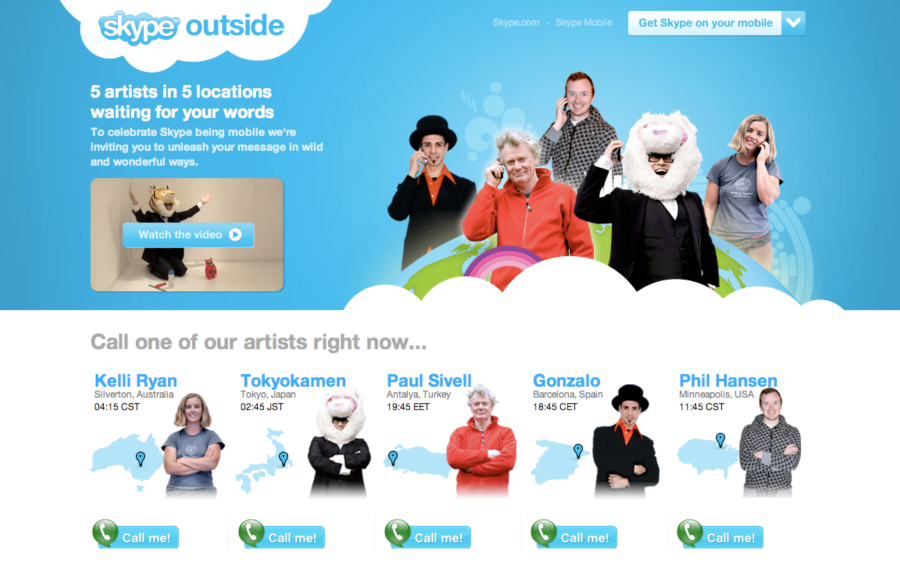 skype outside
Skype.com - Skype Mobile
Get Skype on your mobile
5 artists in 5 locations
waiting for your words
To celebrate Skype being mobile we're
inviting you to unleash your message in wild
and wonderful ways.
Watch the video
Call one of our artists right now...
Kelli Ryan
Silverton, Australia
04:15 CST
Call me!
Tokyokamen
Tokyo, Japan
02:45 JST
Call me!
Paul Sivell
Antalya, Turkey
19:45 EET
Call me!
Gonzalo
Barcelona, Spain
18:45 CET
Call me!
Phil Hansen
Minneapolis, USA
11:45 CST
Call me!